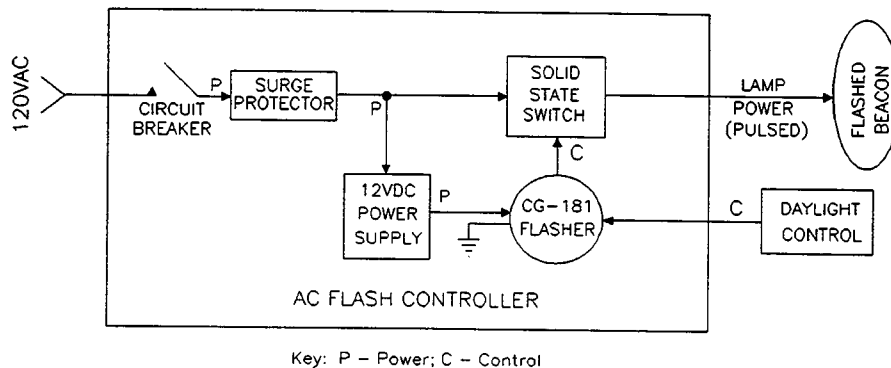 120VAC
CIRCUIT
BREAKER
P
SURGE
PROTECTOR
P
SOLID
STATE
SWITCH
LAMP
POWER
(PULSED)
FLASHED
BEACON
C
12VDC
POWER
SUPPLY
P
CG-181
FLASHER
C
DAYLIGHT
CONTROL
AC FLASH CONTROLLER
Key: P - Power; C - Control